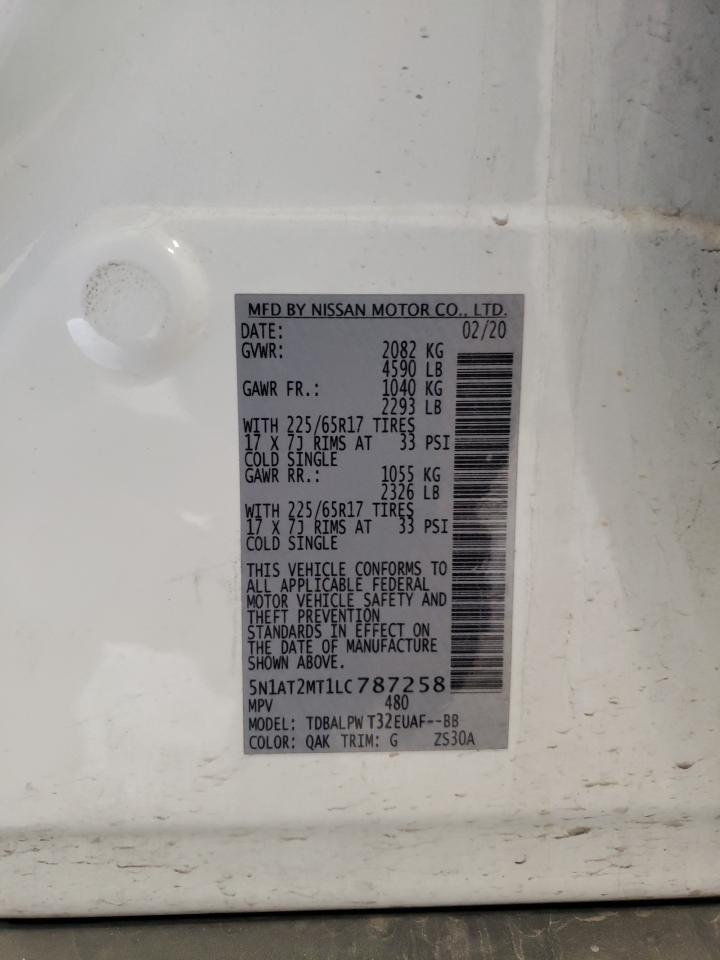 MFD BY NISSAN MOTOR CO., LTD.
DATE: 02/20
GVWR: 2082 KG
4590 LB
GAWR FR.: 1040 KG
2293 LB
WITH 225/65R17 TIRES
17 X 7J RIMS AT 33 PSI
COLD SINGLE
GAWR RR.: 1055 KG
2326 LB
WITH 225/65R17 TIRES
17 X 7J RIMS AT 33 PSI
COLD SINGLE
THIS VEHICLE CONFORMS TO
ALL APPLICABLE FEDERAL
MOTOR VEHICLE SAFETY AND
THEFT PREVENTION
STANDARDS IN EFFECT ON
THE DATE OF MANUFACTURE
SHOWN ABOVE.
5N1AT2MT1LC787258
MPV 480
MODEL: TDBALPW T32EUAF--BB
COLOR: QAK TRIM: G ZS30A